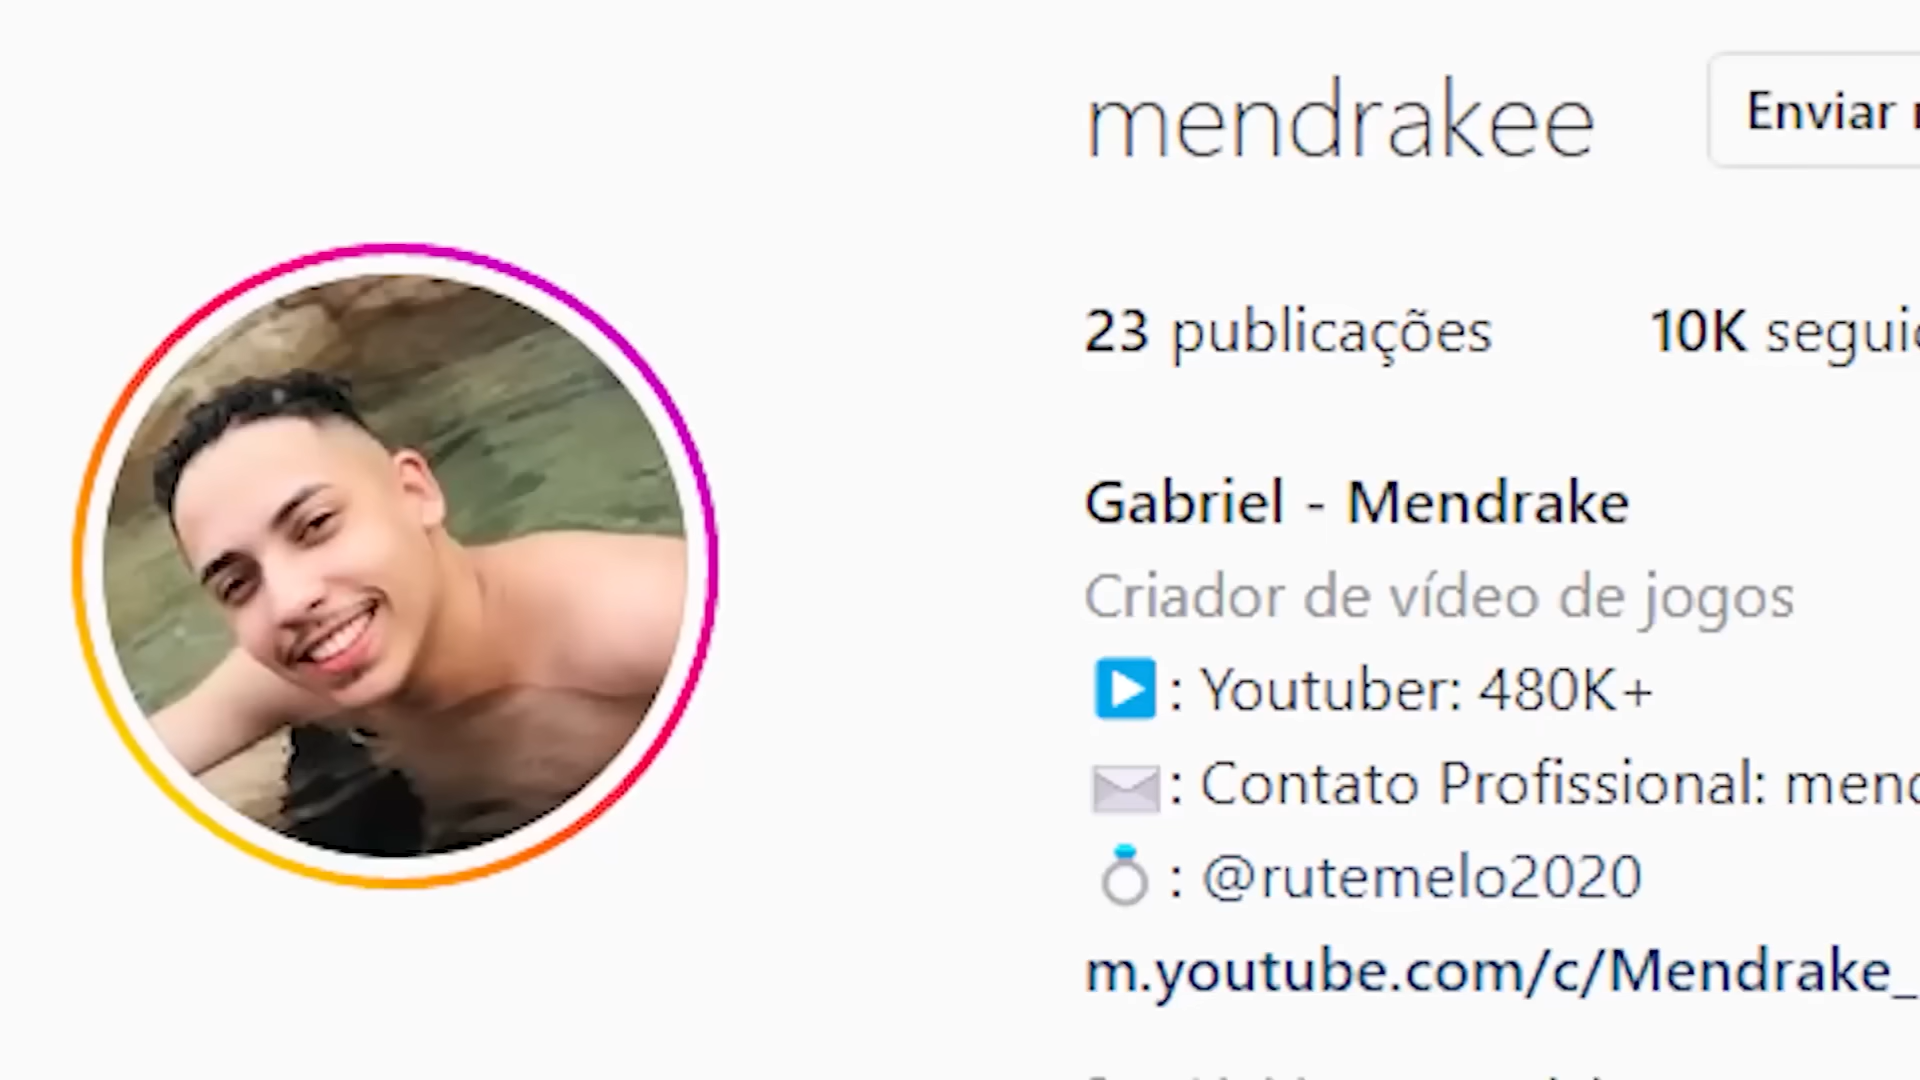 mendrakee
Enviar
23 publicações
10K
Gabriel - Mendrake
Criador de vídeo de jogos
: Youtuber: 480K+
: Contato Profissional:
: @rutemelo2020
m.youtube.com/c/Mendrake_